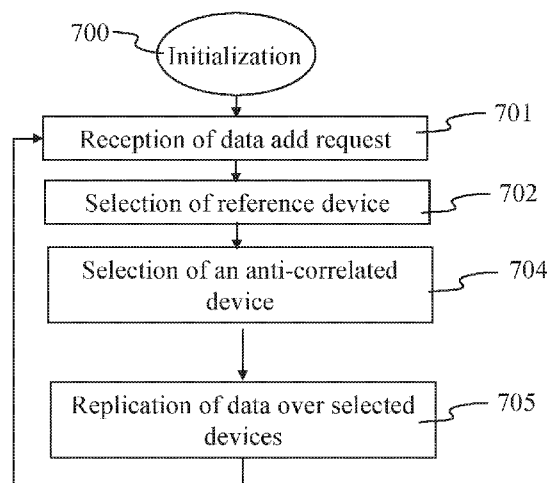 700
Initialization
701
Reception of data add request
702
Selection of reference device
Selection of an anti-correlated
device
704
Replication of data over selected
devices
705